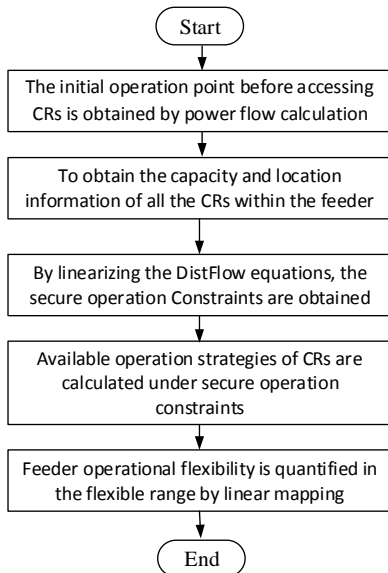 Start
The initial operation point before accessing
CRs is obtained by power flow calculation
To obtain the capacity and location
information of all the CRs within the feeder
By linearizing the DistFlow equations, the
secure operation Constraints are obtained
Available operation strategies of CRs are
calculated under secure operation
constraints
Feeder operational flexibility is quantified in
the flexible range by linear mapping
End